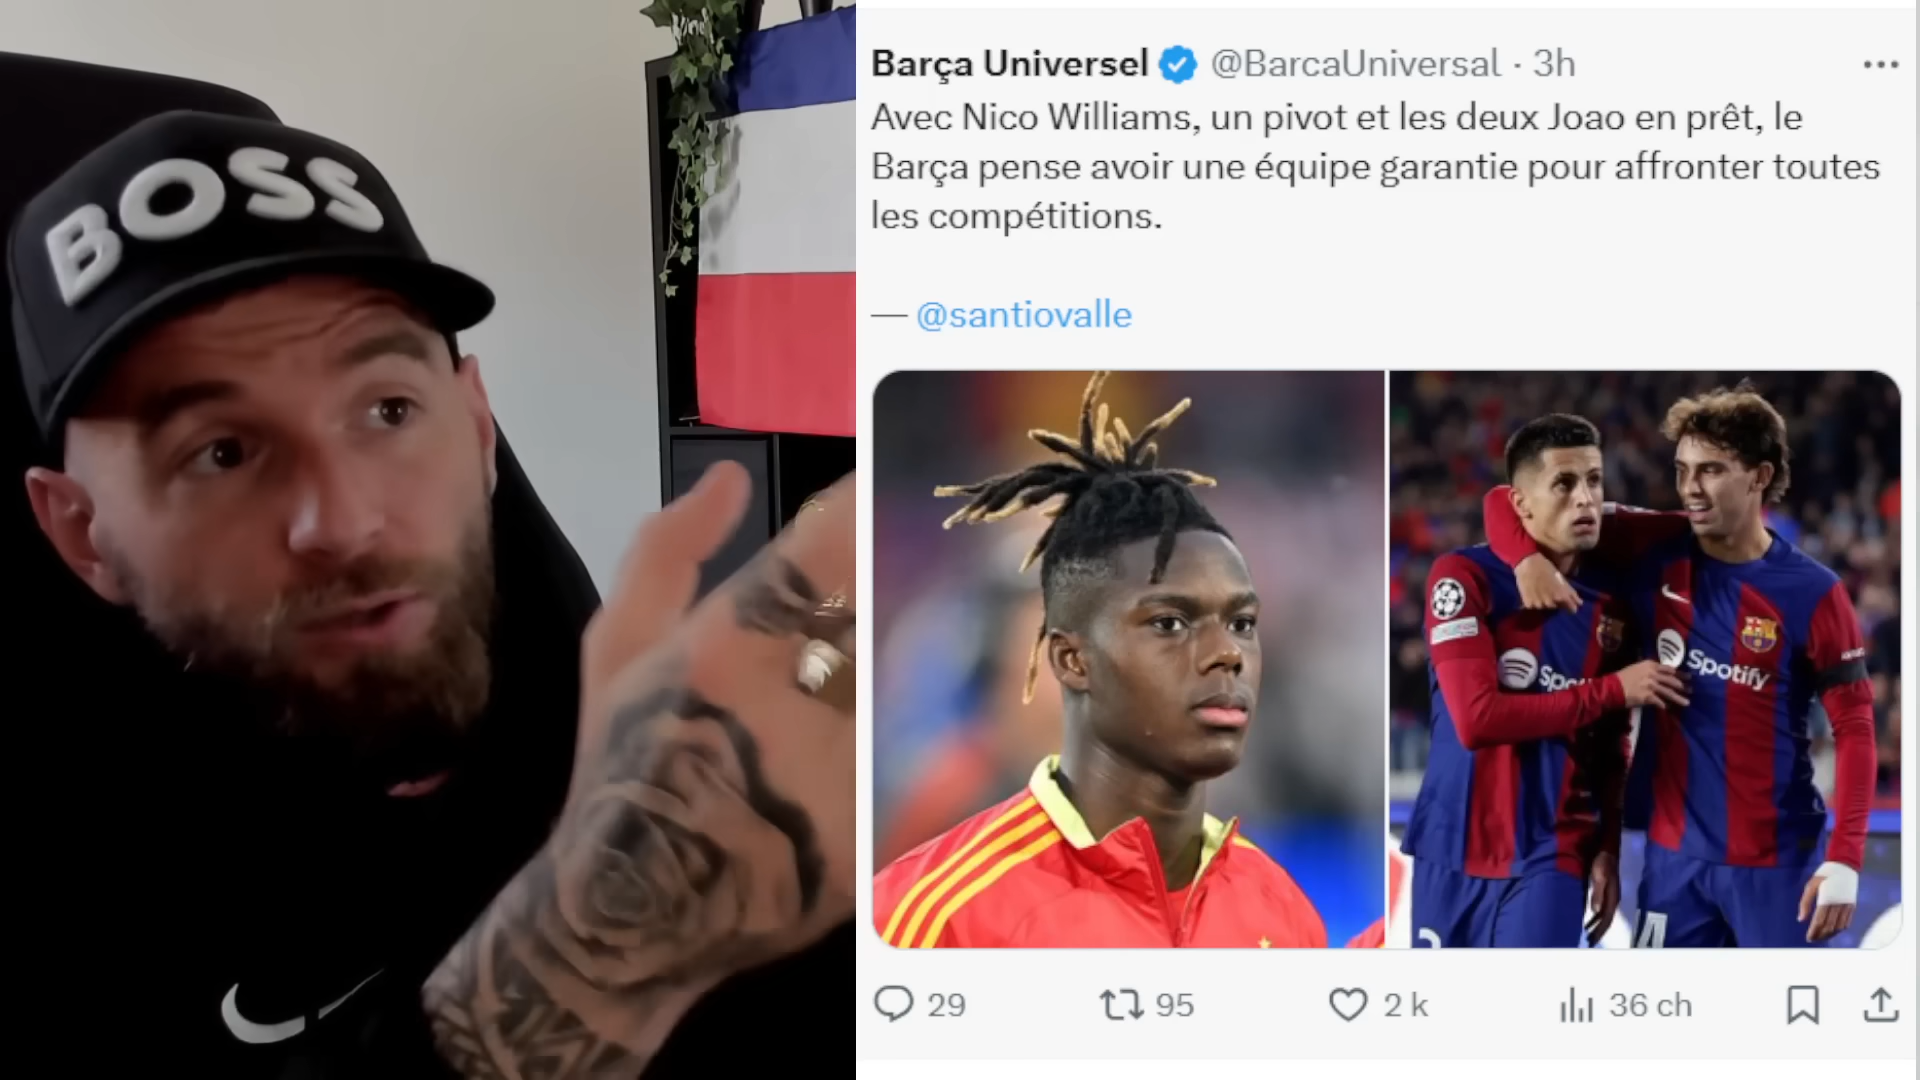 BOSS
Barça Universel @BarcaUniversal · 3h
Avec Nico Williams, un pivot et les deux Joao en prêt, le
Barça pense avoir une équipe garantie pour affronter toutes
les compétitions.
— @santiovalle
Spotify
29 95 2 k 36 ch